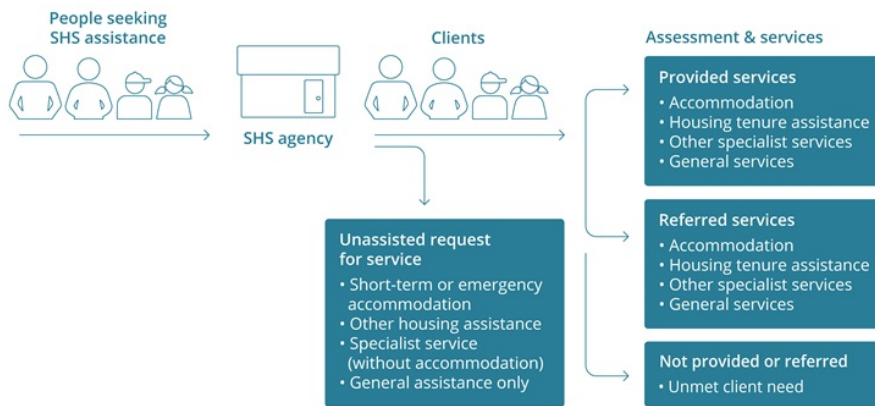 People seeking
SHS assistance
SHS agency
Clients
Unassisted request
for service
• Short-term or emergency
accommodation
• Other housing assistance
• Specialist service
(without accommodation)
• General assistance only
Assessment & services
Provided services
• Accommodation
• Housing tenure assistance
• Other specialist services
• General services
Referred services
• Accommodation
• Housing tenure assistance
• Other specialist services
• General services
Not provided or referred
• Unmet client need